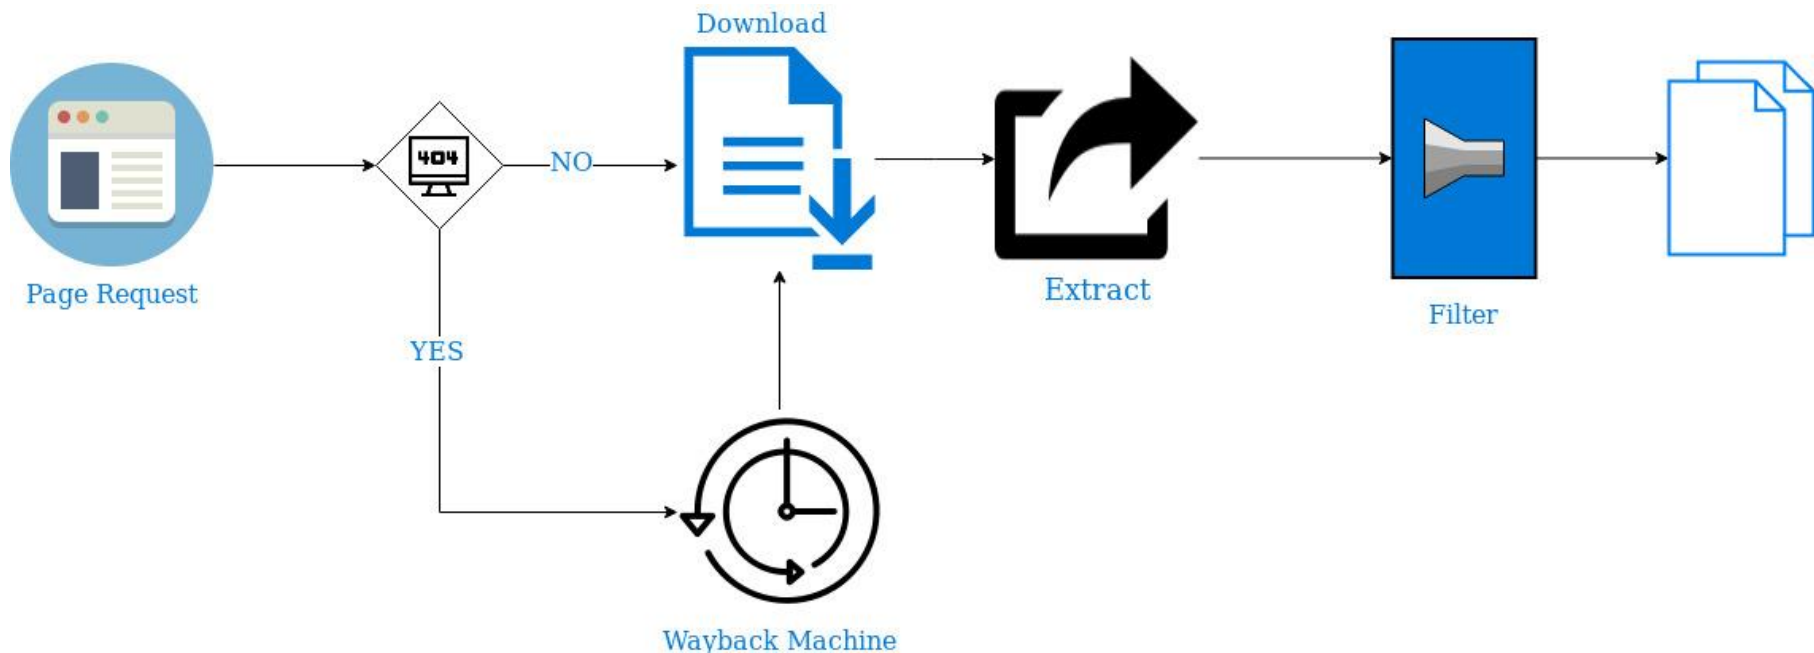 Download
404
NO
Page Request
Extract
Filter
YES
Wayback Machine